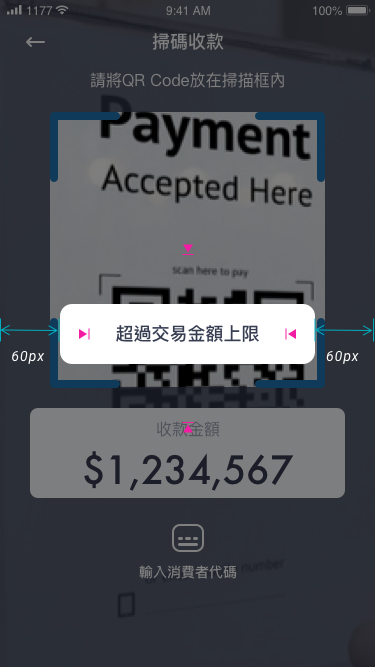 1177 9:41 AM 100%
掃碼收款
請將QR Code放在掃描框內
Payment
Accepted Here
scan here to pay
超過交易金額上限
60px 60px
收款金額
$1,234,567
輸入消費者代碼
number